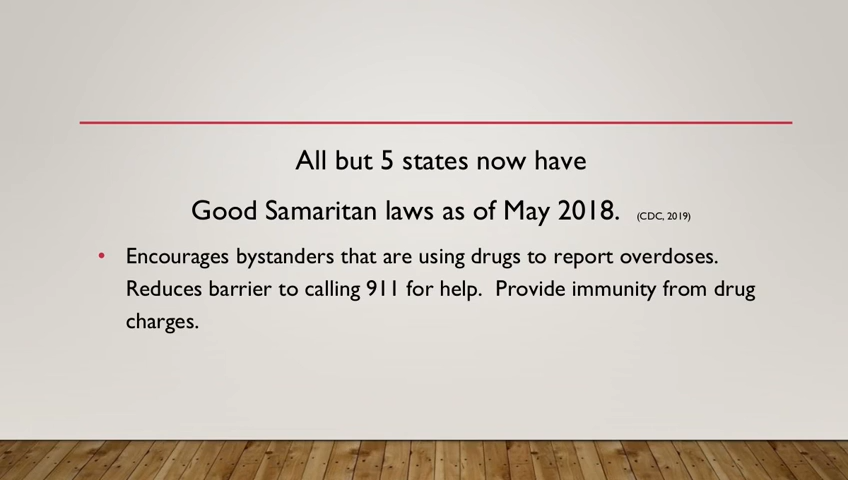 All but 5 states now have
Good Samaritan laws as of May 2018. (CDC, 2019)
• Encourages bystanders that are using drugs to report overdoses.
Reduces barrier to calling 911 for help.  Provide immunity from drug
charges.